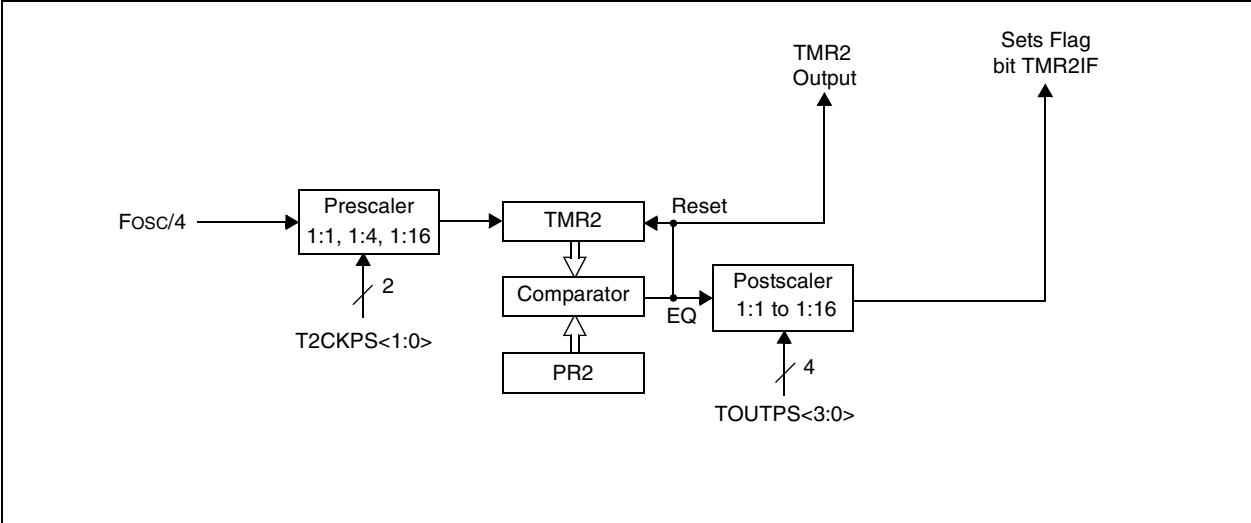 TMR2
Output
Sets Flag
bit TMR2IF
Fosc/4
Prescaler
1:1, 1:4, 1:16
2
T2CKPS<1:0>
TMR2
Reset
Comparator
EQ
PR2
Postscaler
1:1 to 1:16
4
TOUTPS<3:0>